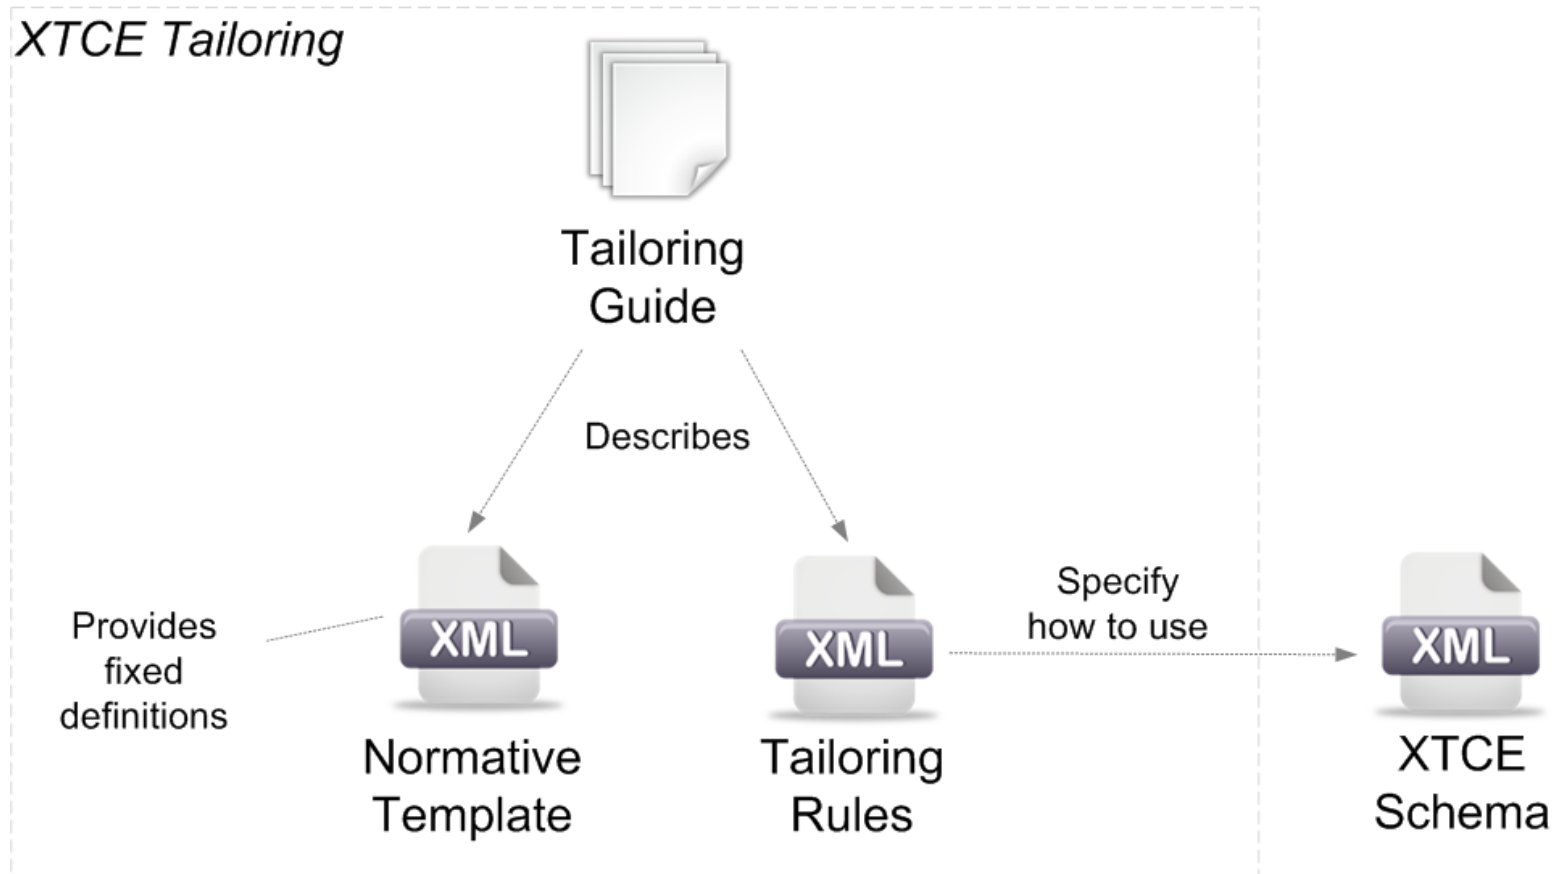 XTCE Tailoring
Tailoring
Guide
Describes
Provides
fixed
definitions
XML
Normative
Template
XML
Tailoring
Rules
Specify
how to use
XML
XTCE
Schema